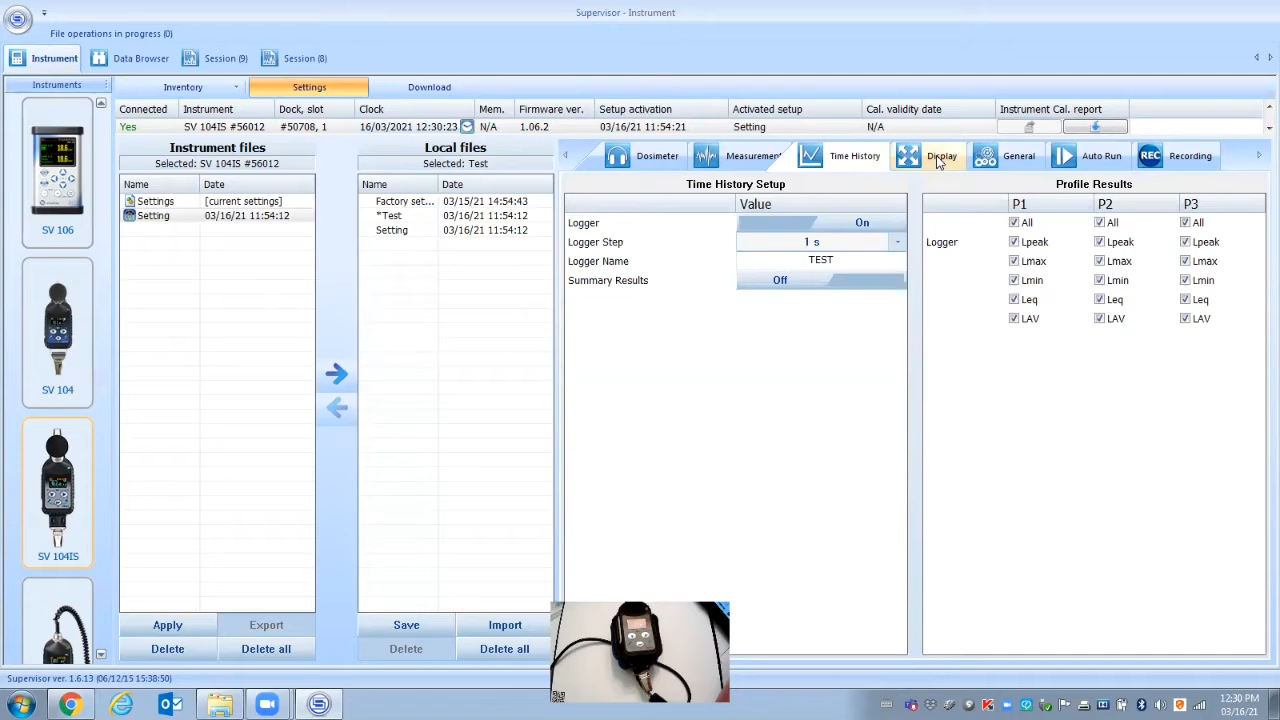 Supervisor - Instrument
File operations in progress (0)
Instrument
Data Browser
Session (9)
Session (8)
Instruments
Inventory
Settings
Download
Connected
Instrument
Dock, slot
Clock
Mem.
Firmware ver.
Setup activation
Activated setup
Cal. validity date
Instrument Cal. report
Yes
SV 104IS #56012
#50708, 1
16/03/2021 12:30:23
N/A
1.06.2
03/16/21 11:54:21
Setting
N/A
SV 106
SV 104
SV 104IS
Instrument files
Selected: SV 104IS #56012
Name
Date
Settings
[current settings]
Setting
03/16/21 11:54:12
Apply
Export
Delete
Delete all
Local files
Selected: Test
Name
Date
Factory set...
03/15/21 14:54:43
*Test
03/16/21 11:54:12
Setting
03/16/21 11:54:12
Save
Import
Delete
Delete all
Dosimeter
Measurement
Time History
Display
General
Auto Run
REC
Recording
Time History Setup
Value
Logger
On
Logger Step
1 s
Logger Name
TEST
Summary Results
Off
Profile Results
P1
P2
P3
All
All
All
Logger
Lpeak
Lpeak
Lpeak
Lmax
Lmax
Lmax
Lmin
Lmin
Lmin
Leq
Leq
Leq
LAV
LAV
LAV
Supervisor ver. 1.6.13 (06/12/15 15:38:50)
12:30 PM
03/16/21